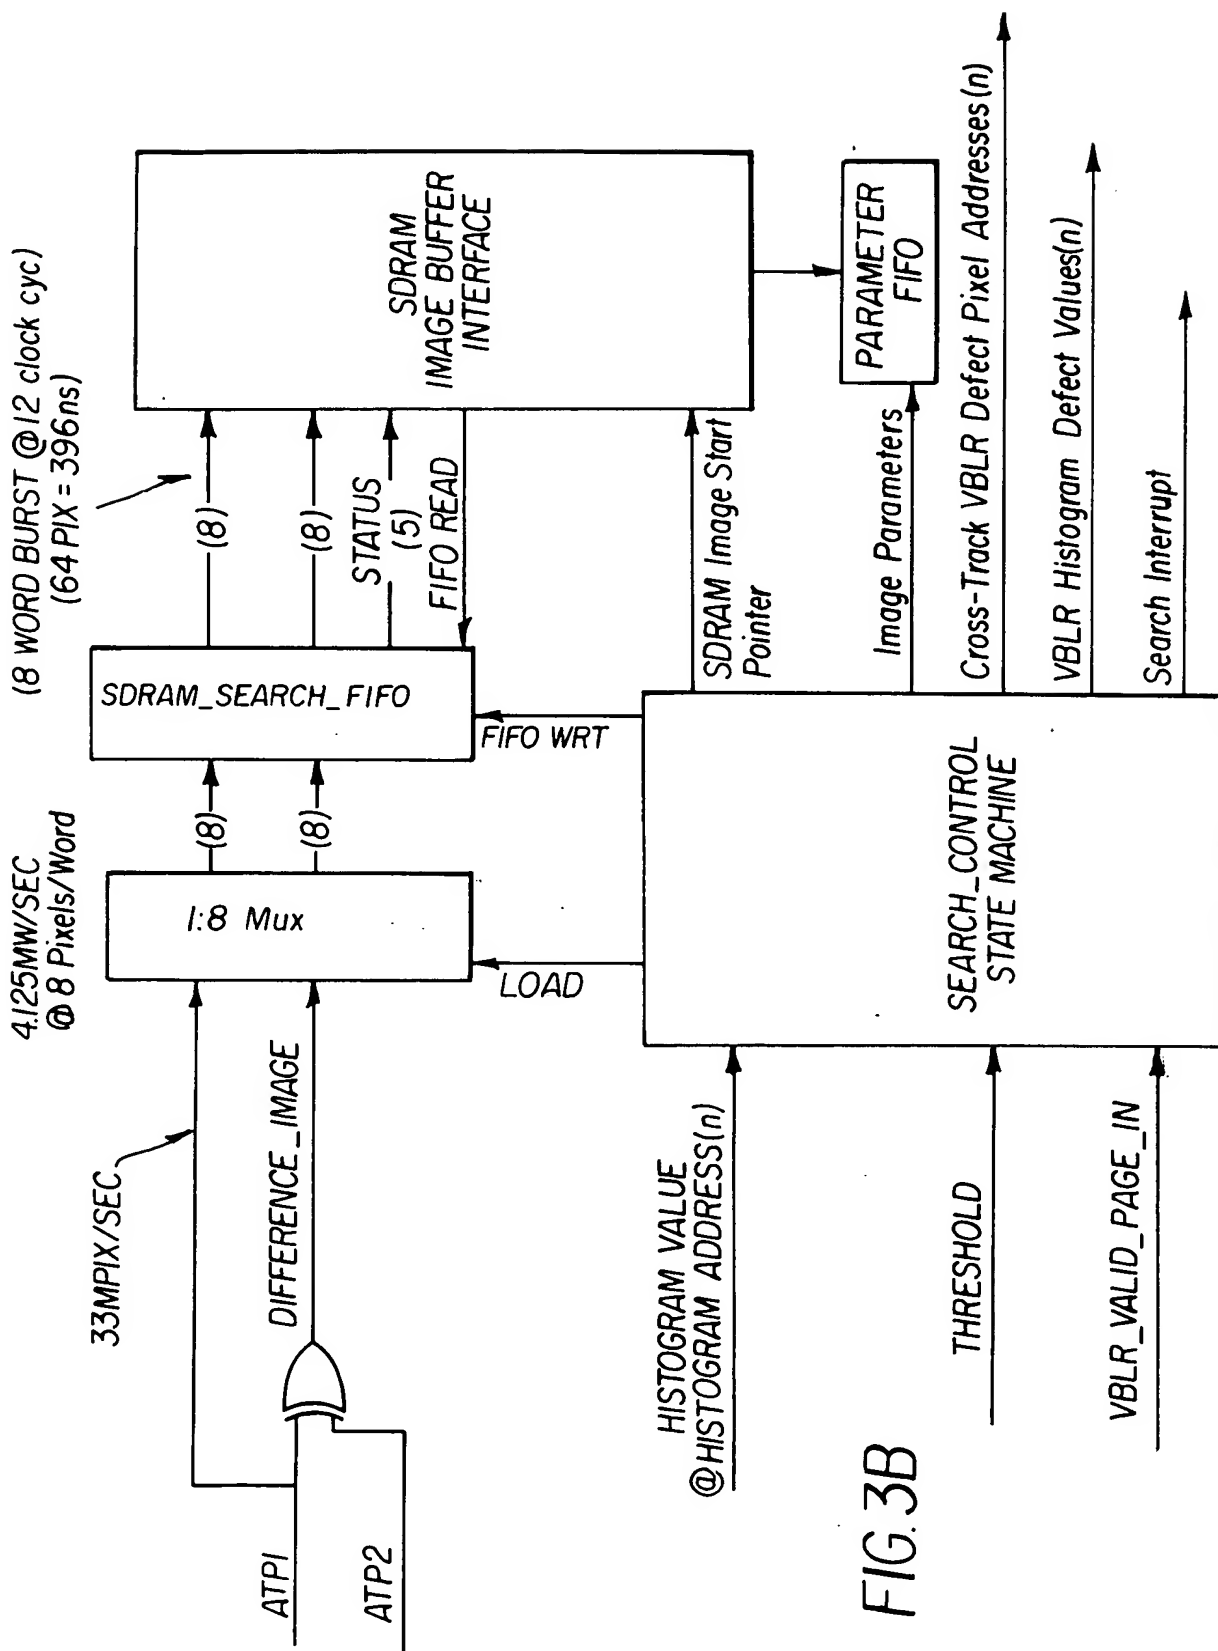 4.125MW/SEC
@ 8 Pixels/Word
(8 WORD BURST @12 clock cyc)
(64 PIX = 396ns)
33MPIX/SEC
ATP1
ATP2
DIFFERENCE_IMAGE
1:8 Mux
(8)
(8)
SDRAM_SEARCH_FIFO
(8)
(8)
STATUS
(5)
FIFO READ
SDRAM
IMAGE BUFFER
INTERFACE
LOAD
FIFO WRT
SDRAM Image Start
Pointer
PARAMETER
FIFO
Image Parameters
HISTOGRAM VALUE
@HISTOGRAM ADDRESS(n)
THRESHOLD
VBLR_VALID_PAGE_IN
SEARCH_CONTROL
STATE MACHINE
Cross-Track VBLR Defect Pixel Addresses(n)
VBLR Histogram Defect Values(n)
Search Interrupt
FIG. 3B